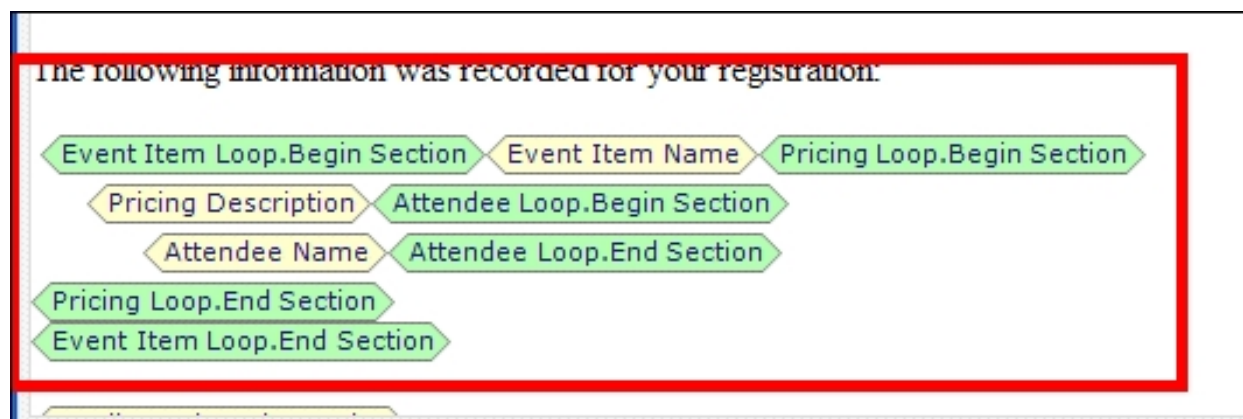 The following information was recorded for your registration:
Event Item Loop.Begin Section Event Item Name Pricing Loop.Begin Section
Pricing Description Attendee Loop.Begin Section
Attendee Name Attendee Loop.End Section
Pricing Loop.End Section
Event Item Loop.End Section